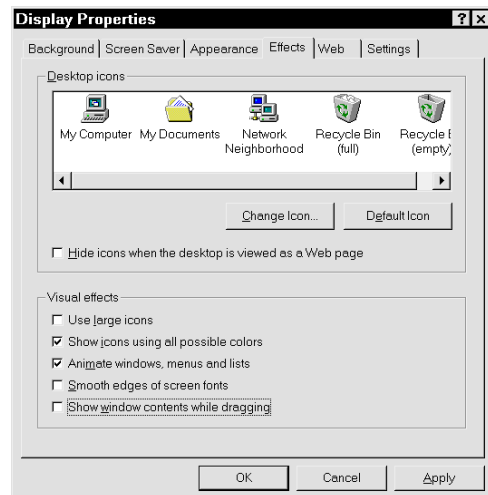 Display Properties
? ×
Background Screen Saver Appearance Effects Web Settings
Desktop icons
My Computer My Documents Network Neighborhood Recycle Bin (full) Recycle (empty)
Change Icon... Default Icon
Hide icons when the desktop is viewed as a Web page
Visual effects
Use large icons
Show icons using all possible colors
Animate windows, menus and lists
Smooth edges of screen fonts
Show window contents while dragging
OK Cancel Apply